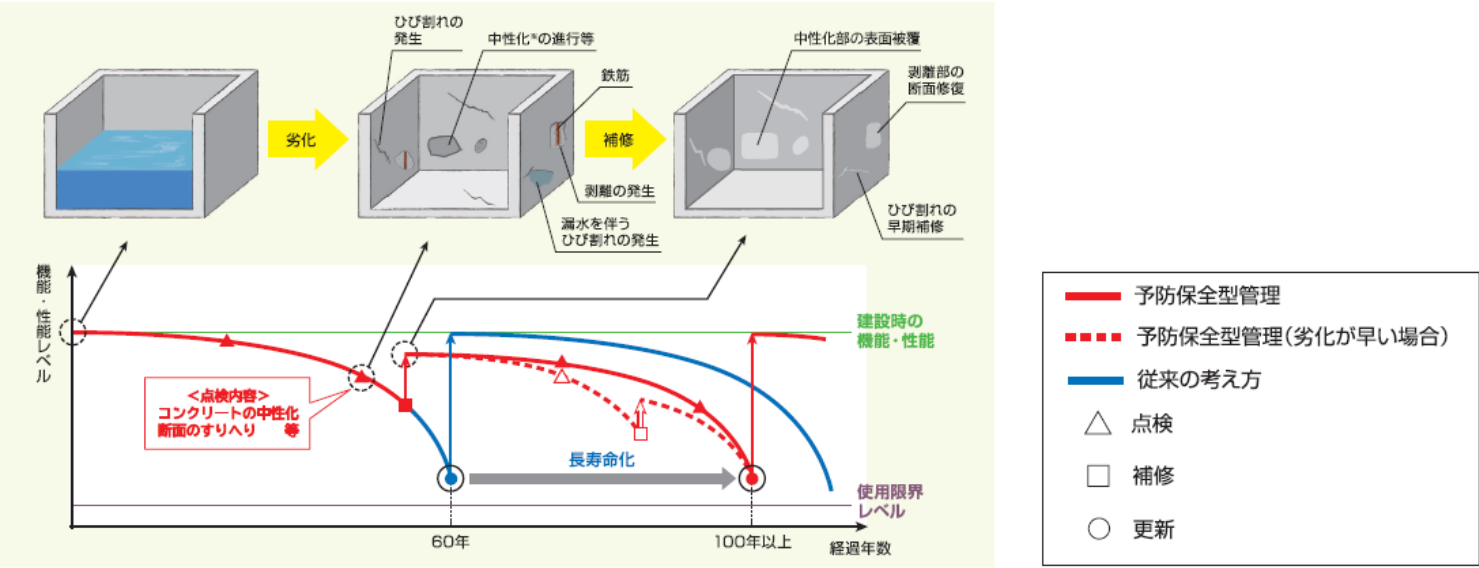 ひび割れの
発生
中性化*の進行等
鉄筋
劣化
剥離の発生
漏水を伴う
ひび割れの発生
補修
中性化部の表面被覆
剥離部の
断面修復
ひび割れの
早期補修
機能・性能レベル
建設時の
機能・性能
<点検内容>
コンクリートの中性化
断面のすりへり 等
長寿命化
使用限界
レベル
60年
100年以上
経過年数
予防保全型管理
予防保全型管理(劣化が早い場合)
従来の考え方
点検
補修
更新